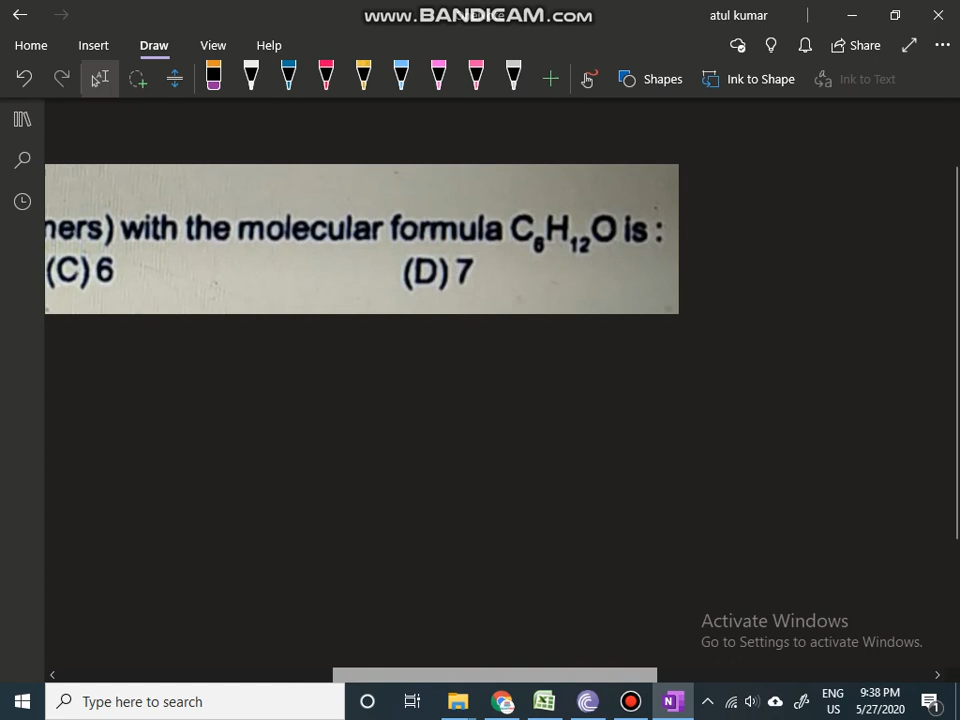 www.BANDICAM.com
atul kumar
Home Insert Draw View Help
Share
Shapes
Ink to Shape
Ink to Text
ners) with the molecular formula C₆H₁₂O is :
(C) 6 (D) 7
Activate Windows
Go to Settings to activate Windows.
Type here to search
ENG
US
9:38 PM
5/27/2020
1